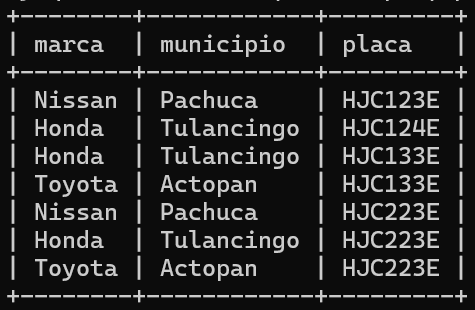 +--------+------------+---------+
| marca  | municipio  | placa   |
+--------+------------+---------+
| Nissan | Pachuca    | HJC123E |
| Honda  | Tulancingo | HJC124E |
| Honda  | Tulancingo | HJC133E |
| Toyota | Actopan    | HJC133E |
| Nissan | Pachuca    | HJC223E |
| Honda  | Tulancingo | HJC223E |
| Toyota | Actopan    | HJC223E |
+--------+------------+---------+